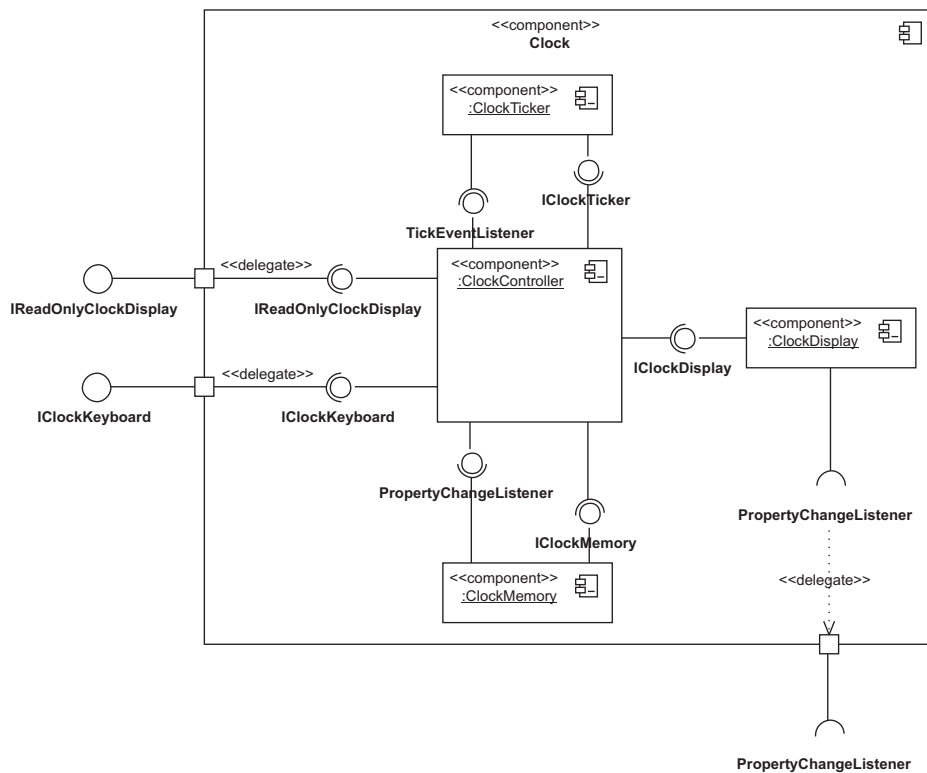 <<component>>
Clock
<<component>>
:ClockTicker
IClockTicker
TickEventListener
<<delegate>>
<<component>>
:ClockController
IReadOnlyClockDisplay
IReadOnlyClockDisplay
<<component>>
:ClockDisplay
IClockDisplay
<<delegate>>
IClockKeyboard
IClockKeyboard
PropertyChangeListener
PropertyChangeListener
IClockMemory
<<component>>
:ClockMemory
<<delegate>>
PropertyChangeListener